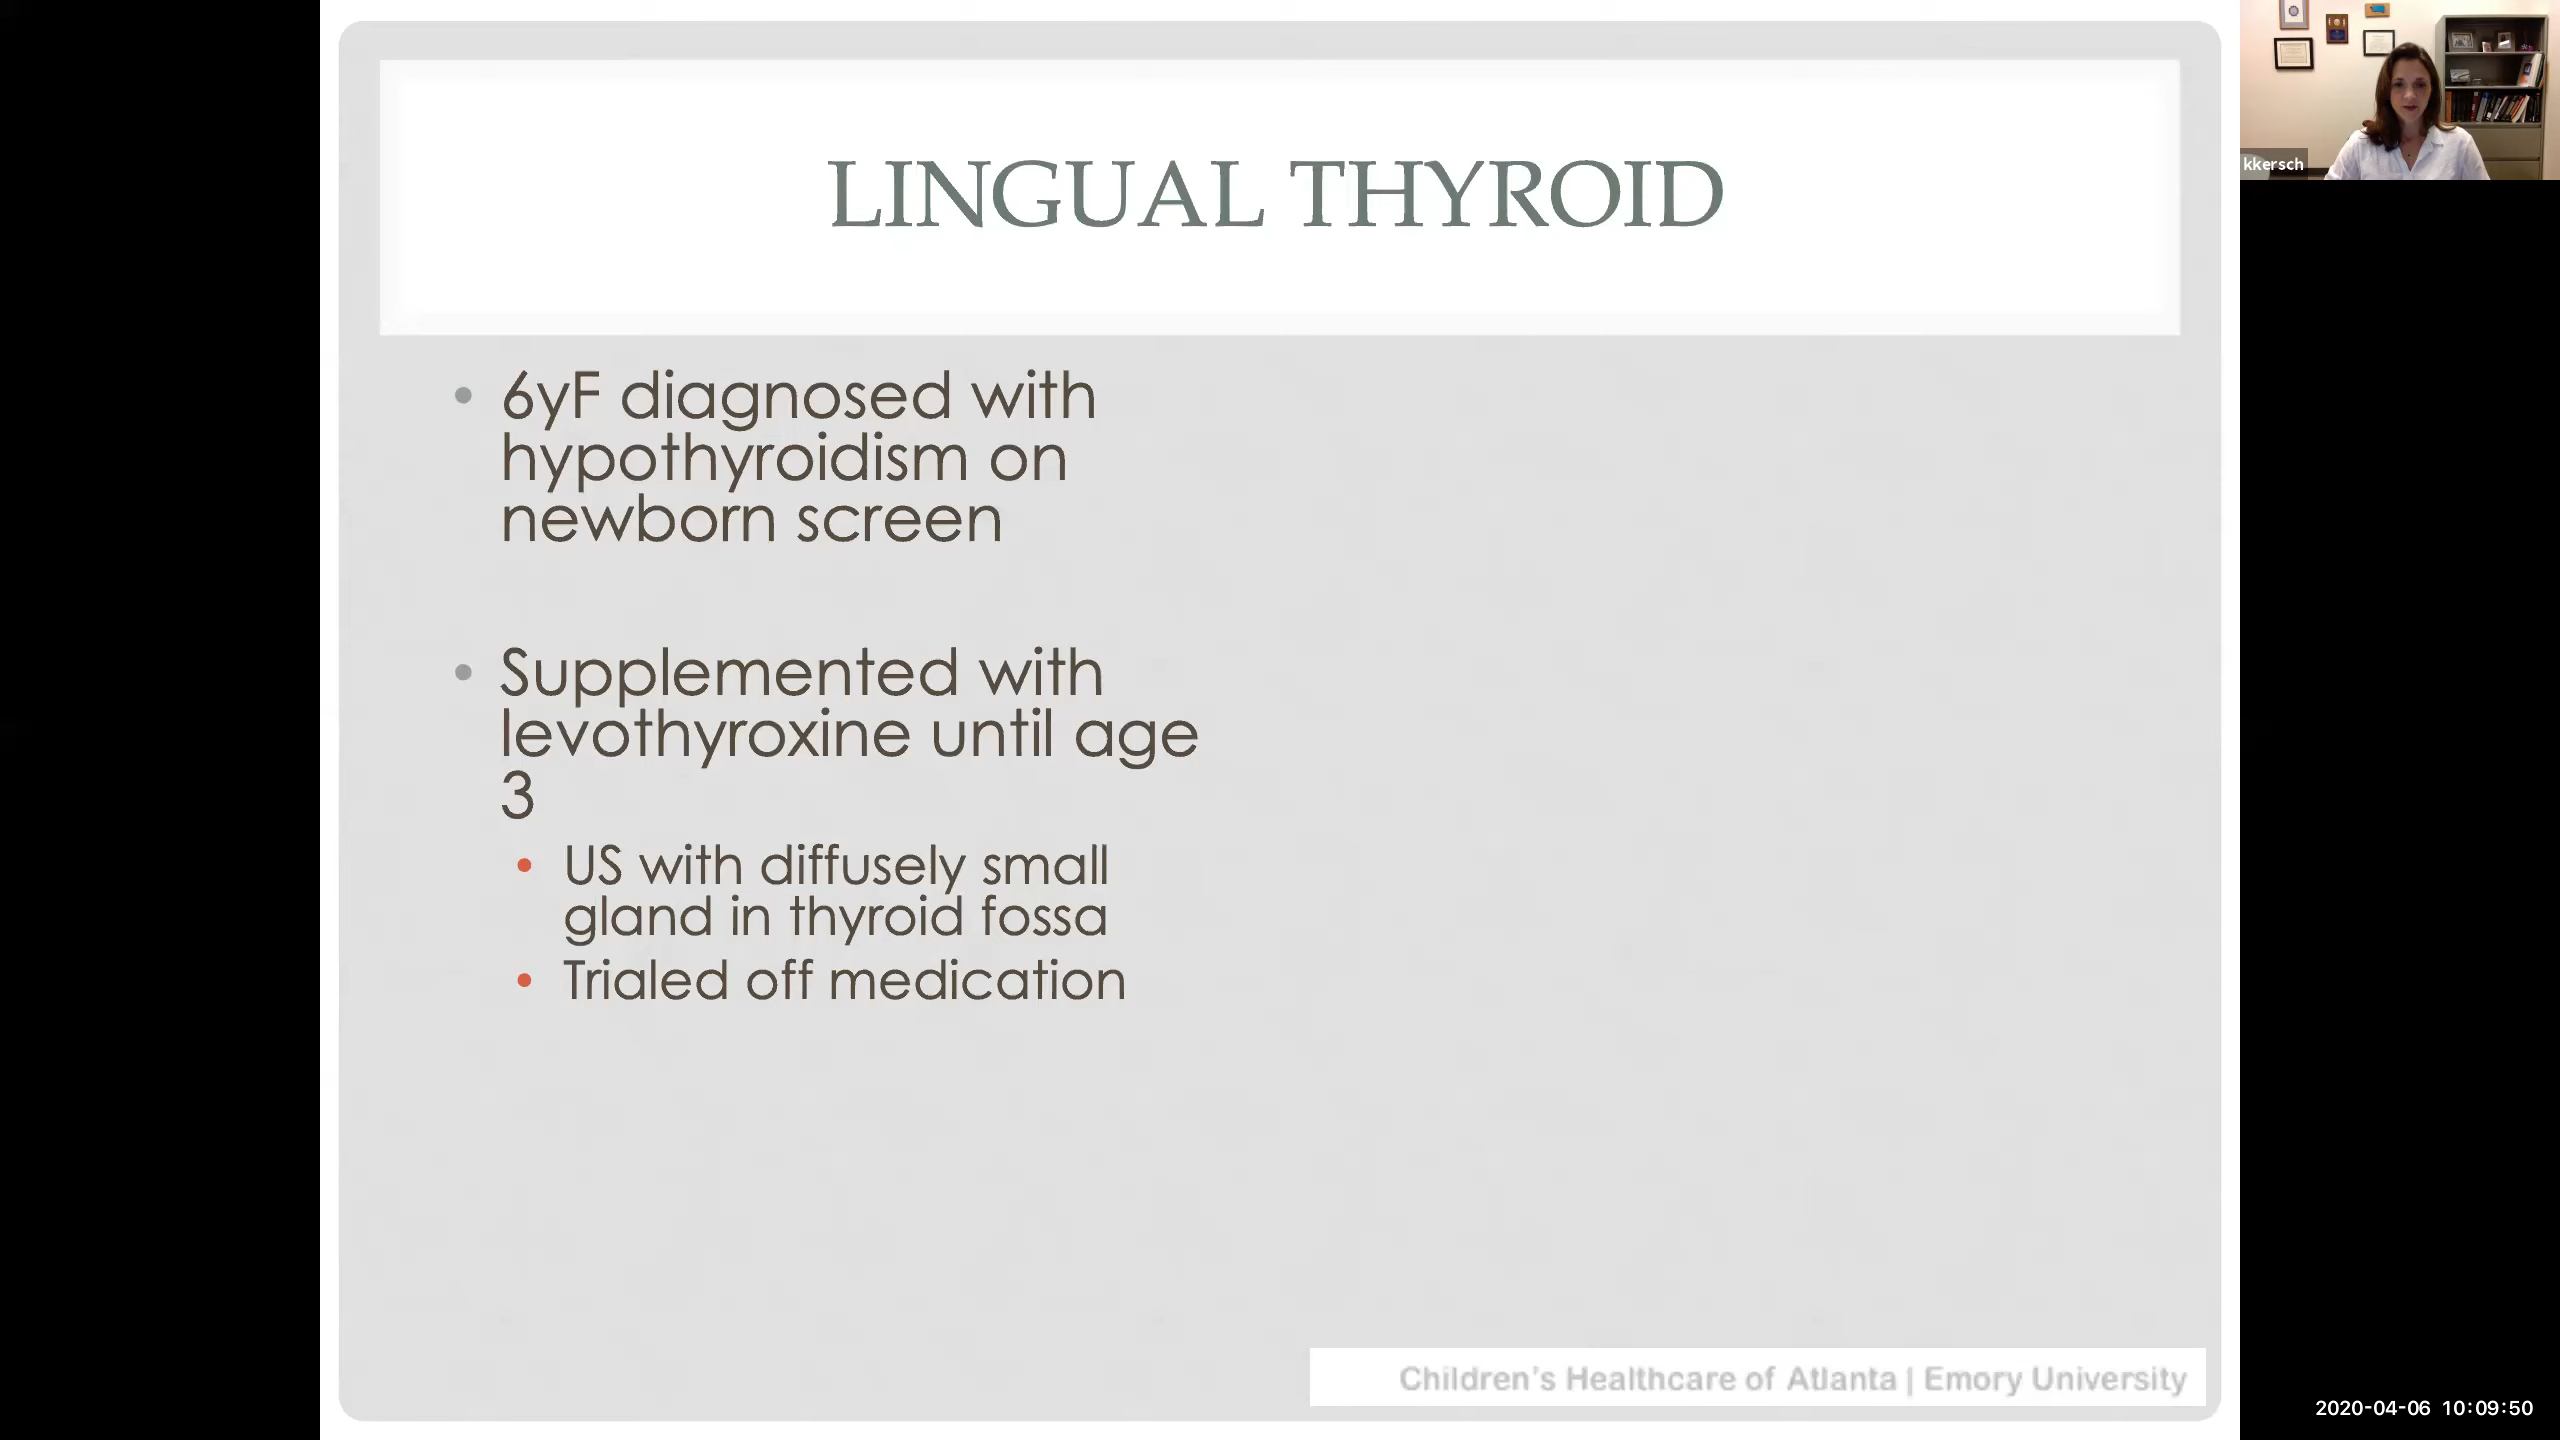 LINGUAL THYROID
kkersch
• 6yF diagnosed with
hypothyroidism on
newborn screen
• Supplemented with
levothyroxine until age
3
• US with diffusely small
gland in thyroid fossa
• Trialed off medication
Children's Healthcare of Atlanta | Emory University
2020-04-06 10:09:50